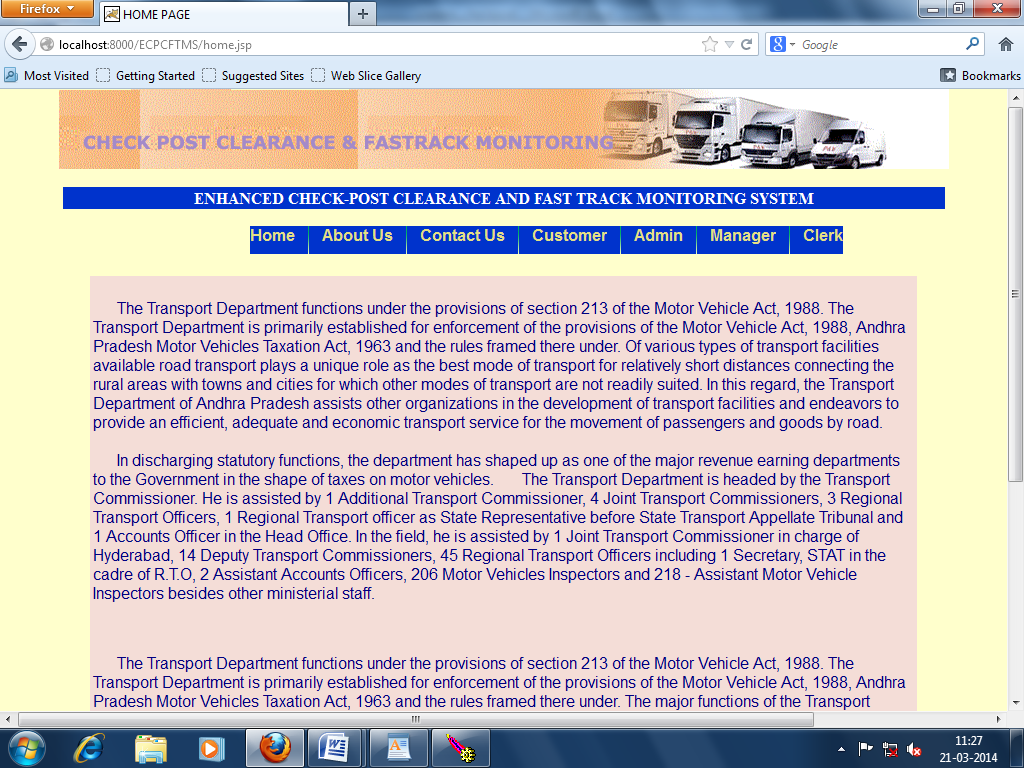 Firefox
HOME PAGE
localhost:8000/ECPCFTMS/home.jsp
Google
Most Visited Getting Started Suggested Sites Web Slice Gallery Bookmarks
CHECK POST CLEARANCE & FASTRACK MONITORING
ENHANCED CHECK-POST CLEARANCE AND FAST TRACK MONITORING SYSTEM
Home About Us Contact Us Customer Admin Manager Clerk
The Transport Department functions under the provisions of section 213 of the Motor Vehicle Act, 1988. The
Transport Department is primarily established for enforcement of the provisions of the Motor Vehicle Act, 1988, Andhra
Pradesh Motor Vehicles Taxation Act, 1963 and the rules framed there under. Of various types of transport facilities
available road transport plays a unique role as the best mode of transport for relatively short distances connecting the
rural areas with towns and cities for which other modes of transport are not readily suited. In this regard, the Transport
Department of Andhra Pradesh assists other organizations in the development of transport facilities and endeavors to
provide an efficient, adequate and economic transport service for the movement of passengers and goods by road.
In discharging statutory functions, the department has shaped up as one of the major revenue earning departments
to the Government in the shape of taxes on motor vehicles. The Transport Department is headed by the Transport
Commissioner. He is assisted by 1 Additional Transport Commissioner, 4 Joint Transport Commissioners, 3 Regional
Transport Officers, 1 Regional Transport officer as State Representative before State Transport Appellate Tribunal and
1 Accounts Officer in the Head Office. In the field, he is assisted by 1 Joint Transport Commissioner in charge of
Hyderabad, 14 Deputy Transport Commissioners, 45 Regional Transport Officers including 1 Secretary, STAT in the
cadre of R.T.O, 2 Assistant Accounts Officers, 206 Motor Vehicles Inspectors and 218 - Assistant Motor Vehicle
Inspectors besides other ministerial staff.
The Transport Department functions under the provisions of section 213 of the Motor Vehicle Act, 1988. The
Transport Department is primarily established for enforcement of the provisions of the Motor Vehicle Act, 1988, Andhra
Pradesh Motor Vehicles Taxation Act, 1963 and the rules framed there under. The major functions of the Transport
11:27
21-03-2014